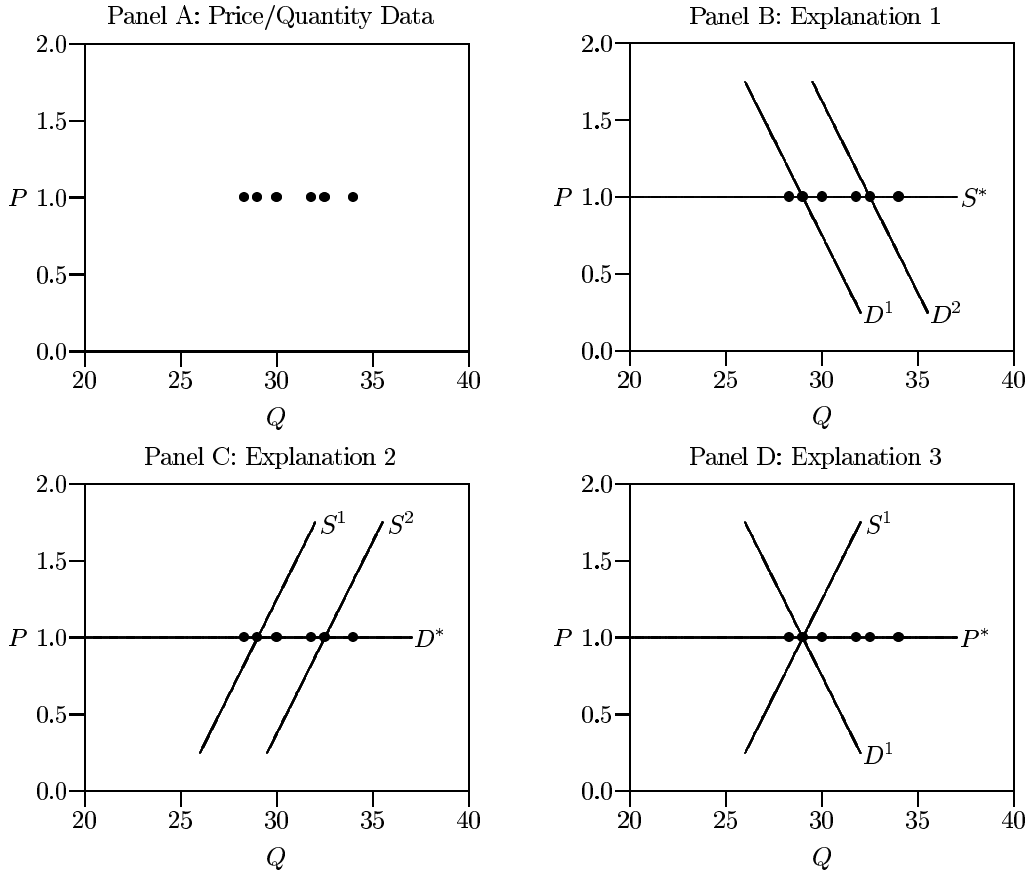 Panel A: Price/Quantity Data
2.0
1.5
P 1.0
0.5
0.0
20 25 30 35 40
Q
Panel B: Explanation 1
2.0
1.5
P 1.0 S*
0.5
D¹ D²
0.0
20 25 30 35 40
Q
Panel C: Explanation 2
2.0
S¹ S²
1.5
P 1.0 D*
0.5
0.0
20 25 30 35 40
Q
Panel D: Explanation 3
2.0
S¹
1.5
P 1.0 P*
0.5
D¹
0.0
20 25 30 35 40
Q